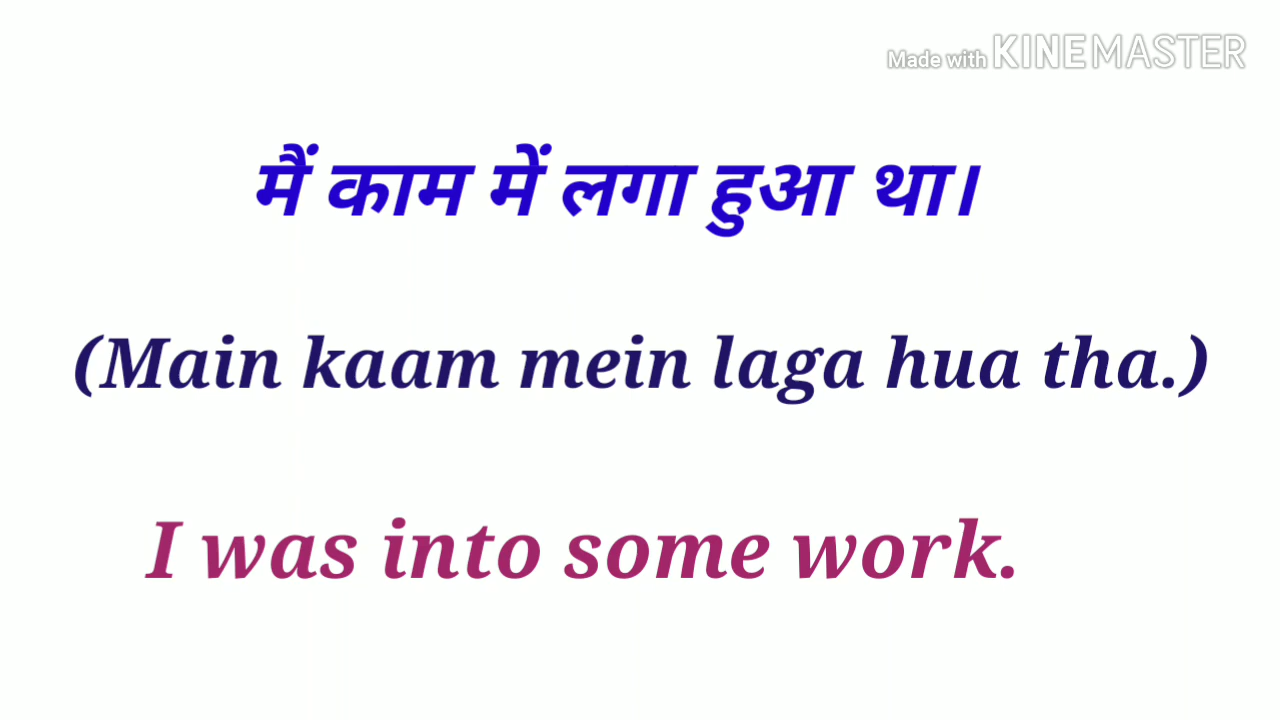 Made with KINEMASTER
मैं काम में लगा हुआ था।
(Main kaam mein laga hua tha.)
I was into some work.